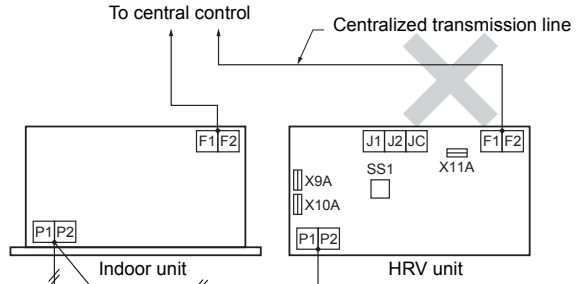 To central control
Centralized transmission line
F1 F2
J1 J2 JC
F1 F2
SS1
X11A
X9A
X10A
P1 P2
P1 P2
Indoor unit
HRV unit